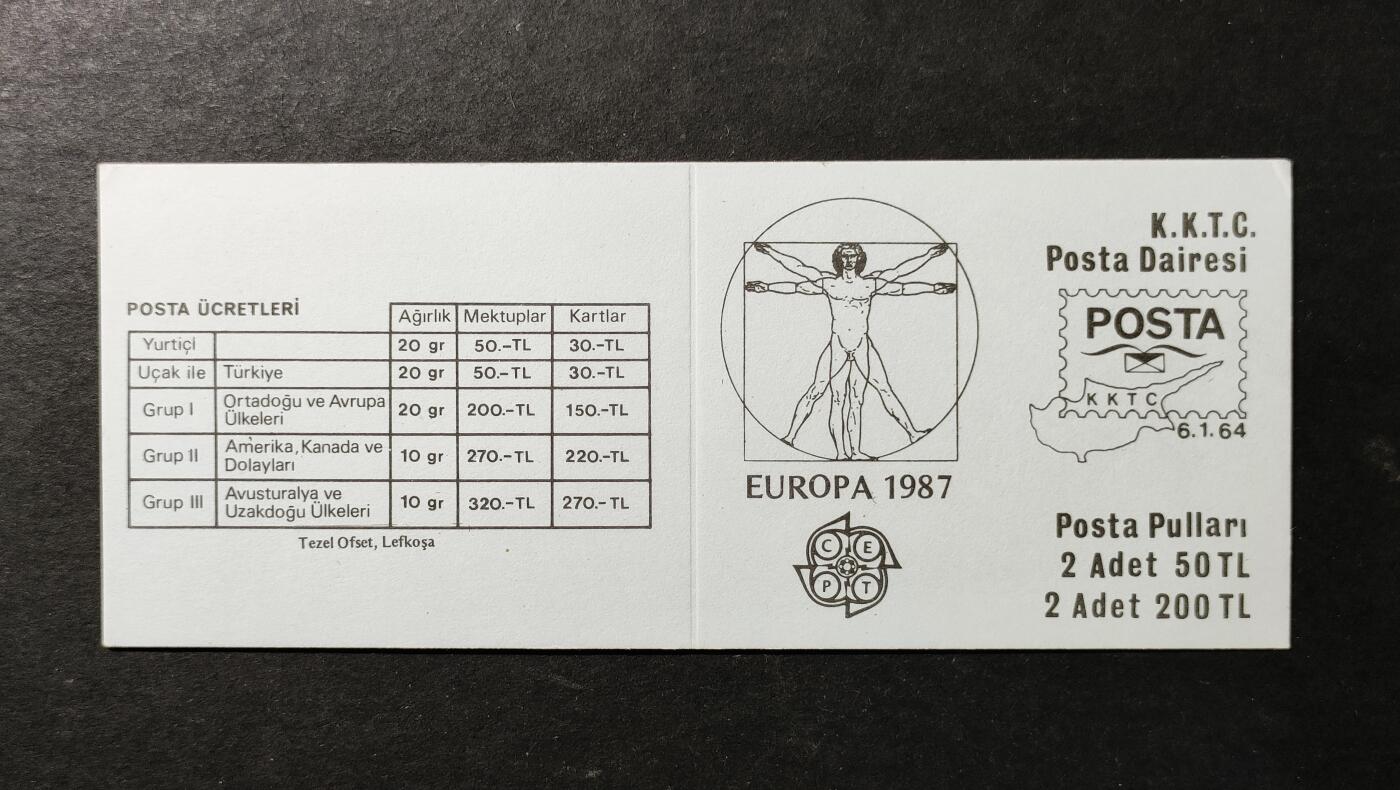 POSTA ÜCRETLERİ
Ağırlık Mektuplar Kartlar
Yurtiçi 20 gr 50.-TL 30.-TL
Uçak ile Türkiye 20 gr 50.-TL 30.-TL
Grup I Ortadoğu ve Avrupa Ülkeleri 20 gr 200.-TL 150.-TL
Grup II Amerika, Kanada ve Dolayları 10 gr 270.-TL 220.-TL
Grup III Avusturalya ve Uzakdoğu Ülkeleri 10 gr 320.-TL 270.-TL
Tezel Ofset, Lefkoşa
EUROPA 1987
C E
P T
K.K.T.C.
Posta Dairesi
POSTA
K K T C
6.1.64
Posta Pulları
2 Adet 50 TL
2 Adet 200 TL